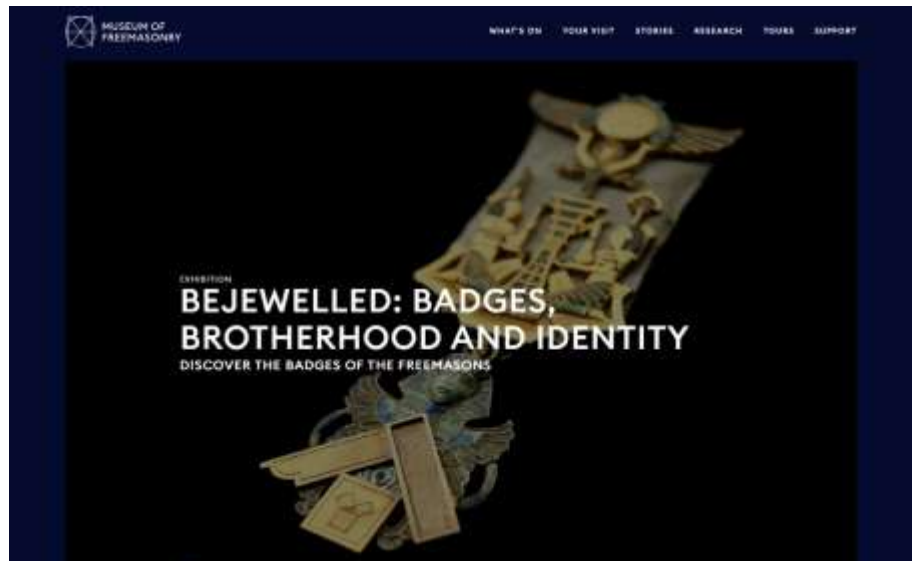 MUSEUM OF
FREEMASONRY
WHAT'S ON YOUR VISIT STORIES RESEARCH TOURS SUPPORT
EXHIBITION
BEJEWELLED: BADGES,
BROTHERHOOD AND IDENTITY
DISCOVER THE BADGES OF THE FREEMASONS